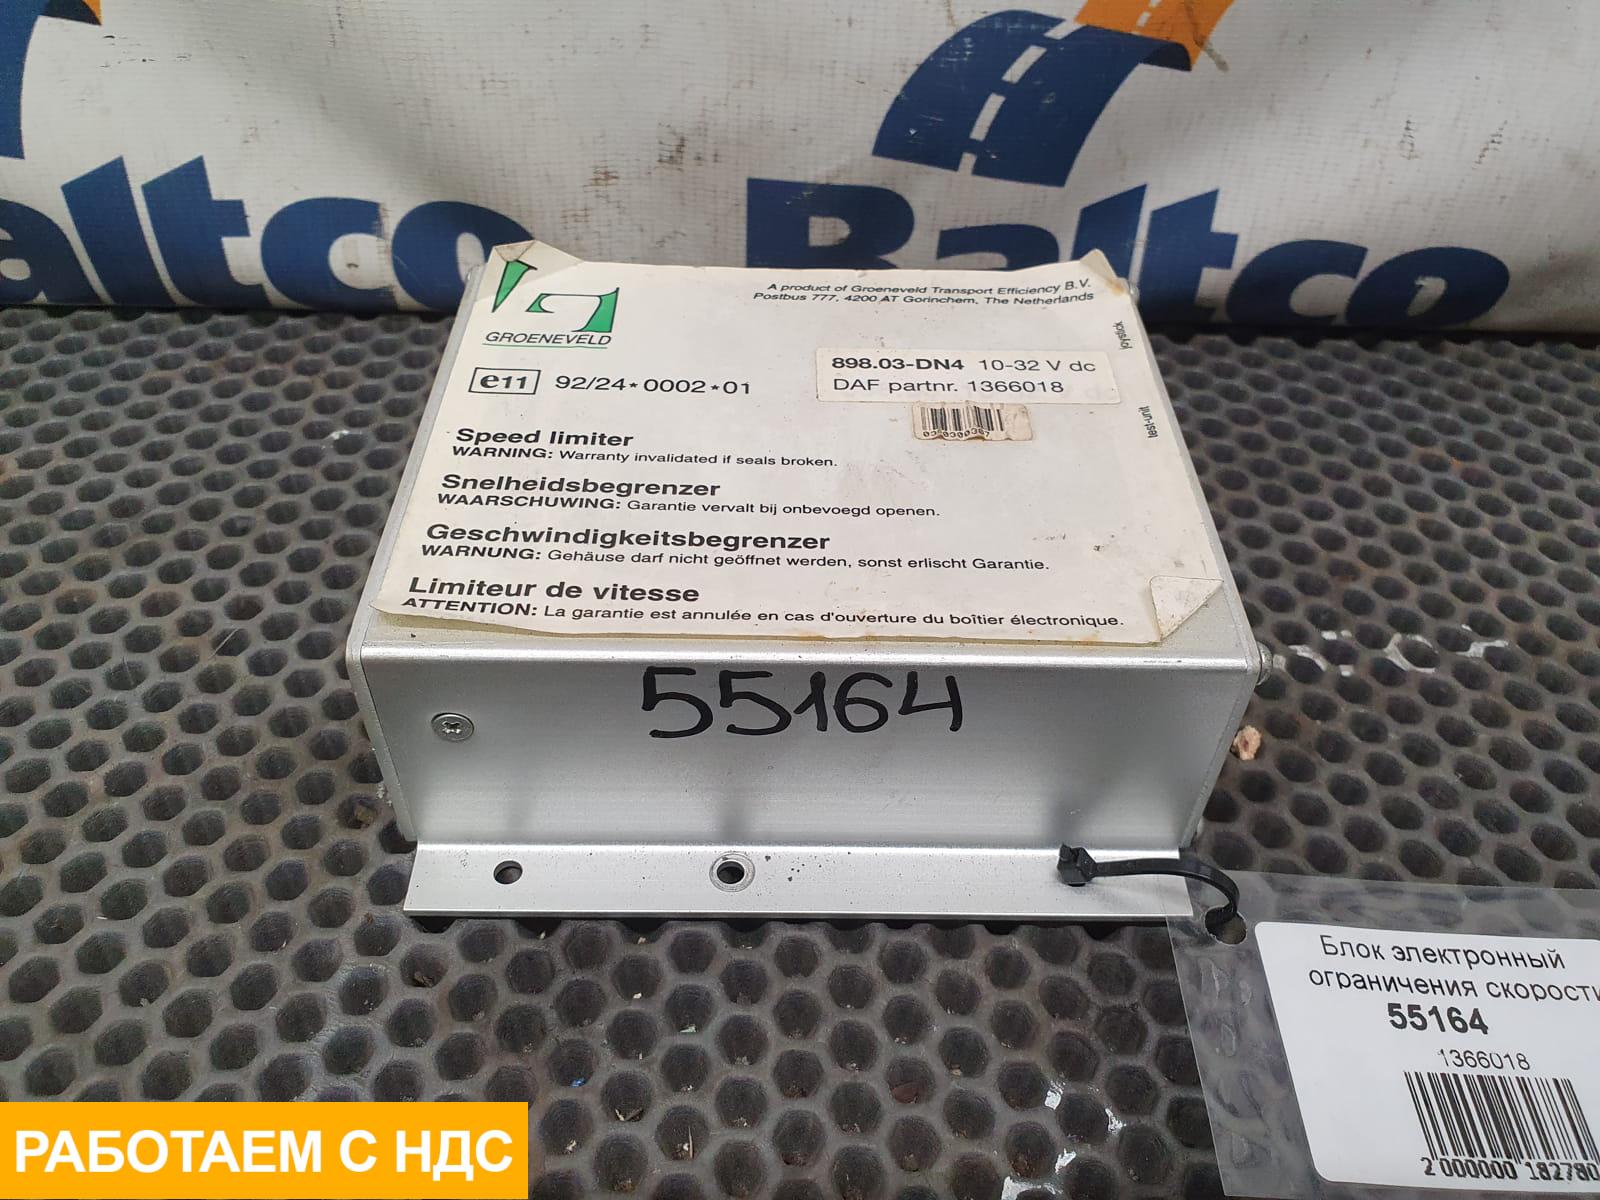 Baltco
Baltco
A product of Groeneveld Transport Efficiency B.V.
Postbus 777, 4200 AT Gorinchem, The Netherlands
GROENEVELD
joystick
898.03-DN4 10-32 V dc
DAF partnr. 1366018
e11 92/24*0002*01
test-unit
Speed limiter
WARNING: Warranty invalidated if seals broken.
Snelheidsbegrenzer
WAARSCHUWING: Garantie vervalt bij onbevoegd openen.
Geschwindigkeitsbegrenzer
WARNUNG: Gehäuse darf nicht geöffnet werden, sonst erlischt Garantie.
Limiteur de vitesse
ATTENTION: La garantie est annulée en cas d'ouverture du boîtier électronique.
55164
Блок электронный
ограничения скорости
55164
1366018
2 000000 182780
РАБОТАЕМ С НДС